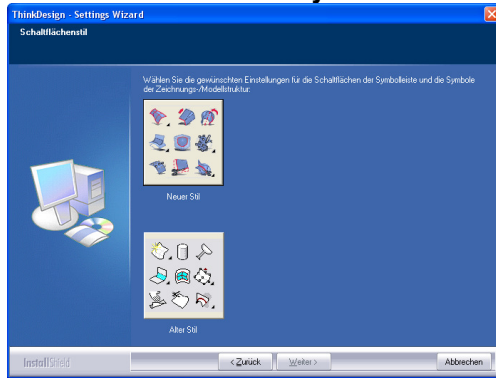 ThinkDesign - Settings Wizard
Schaltflächenstil
Wählen Sie die gewünschten Einstellungen für die Schaltflächen der Symbolleiste und die Symbole
der Zeichnungs-/Modellstruktur.
Neuer Stil
Alter Stil
InstallShield
< Zurück
Weiter >
Abbrechen